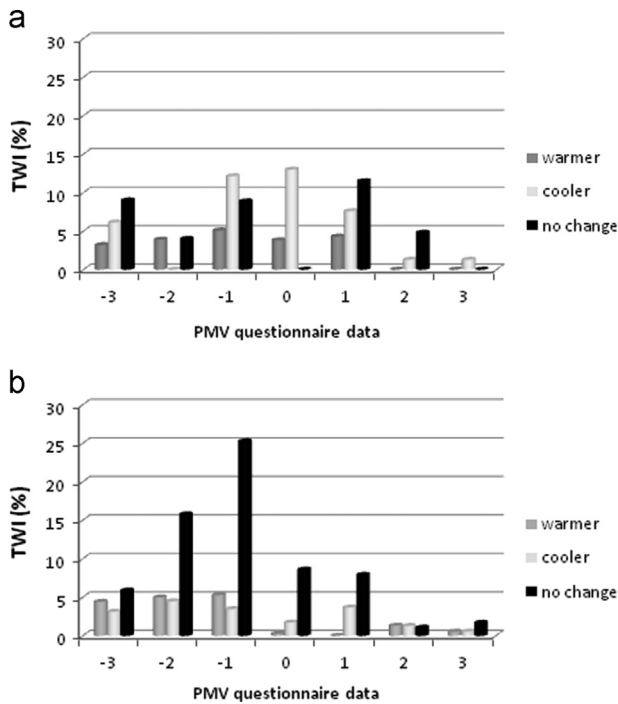 a
30
25
20
15
10
5
0
TWI (%)
-3 -2 -1 0 1 2 3
PMV questionnaire data
warmer
cooler
no change
b
30
25
20
15
10
5
0
TWI (%)
-3 -2 -1 0 1 2 3
PMV questionnaire data
warmer
cooler
no change